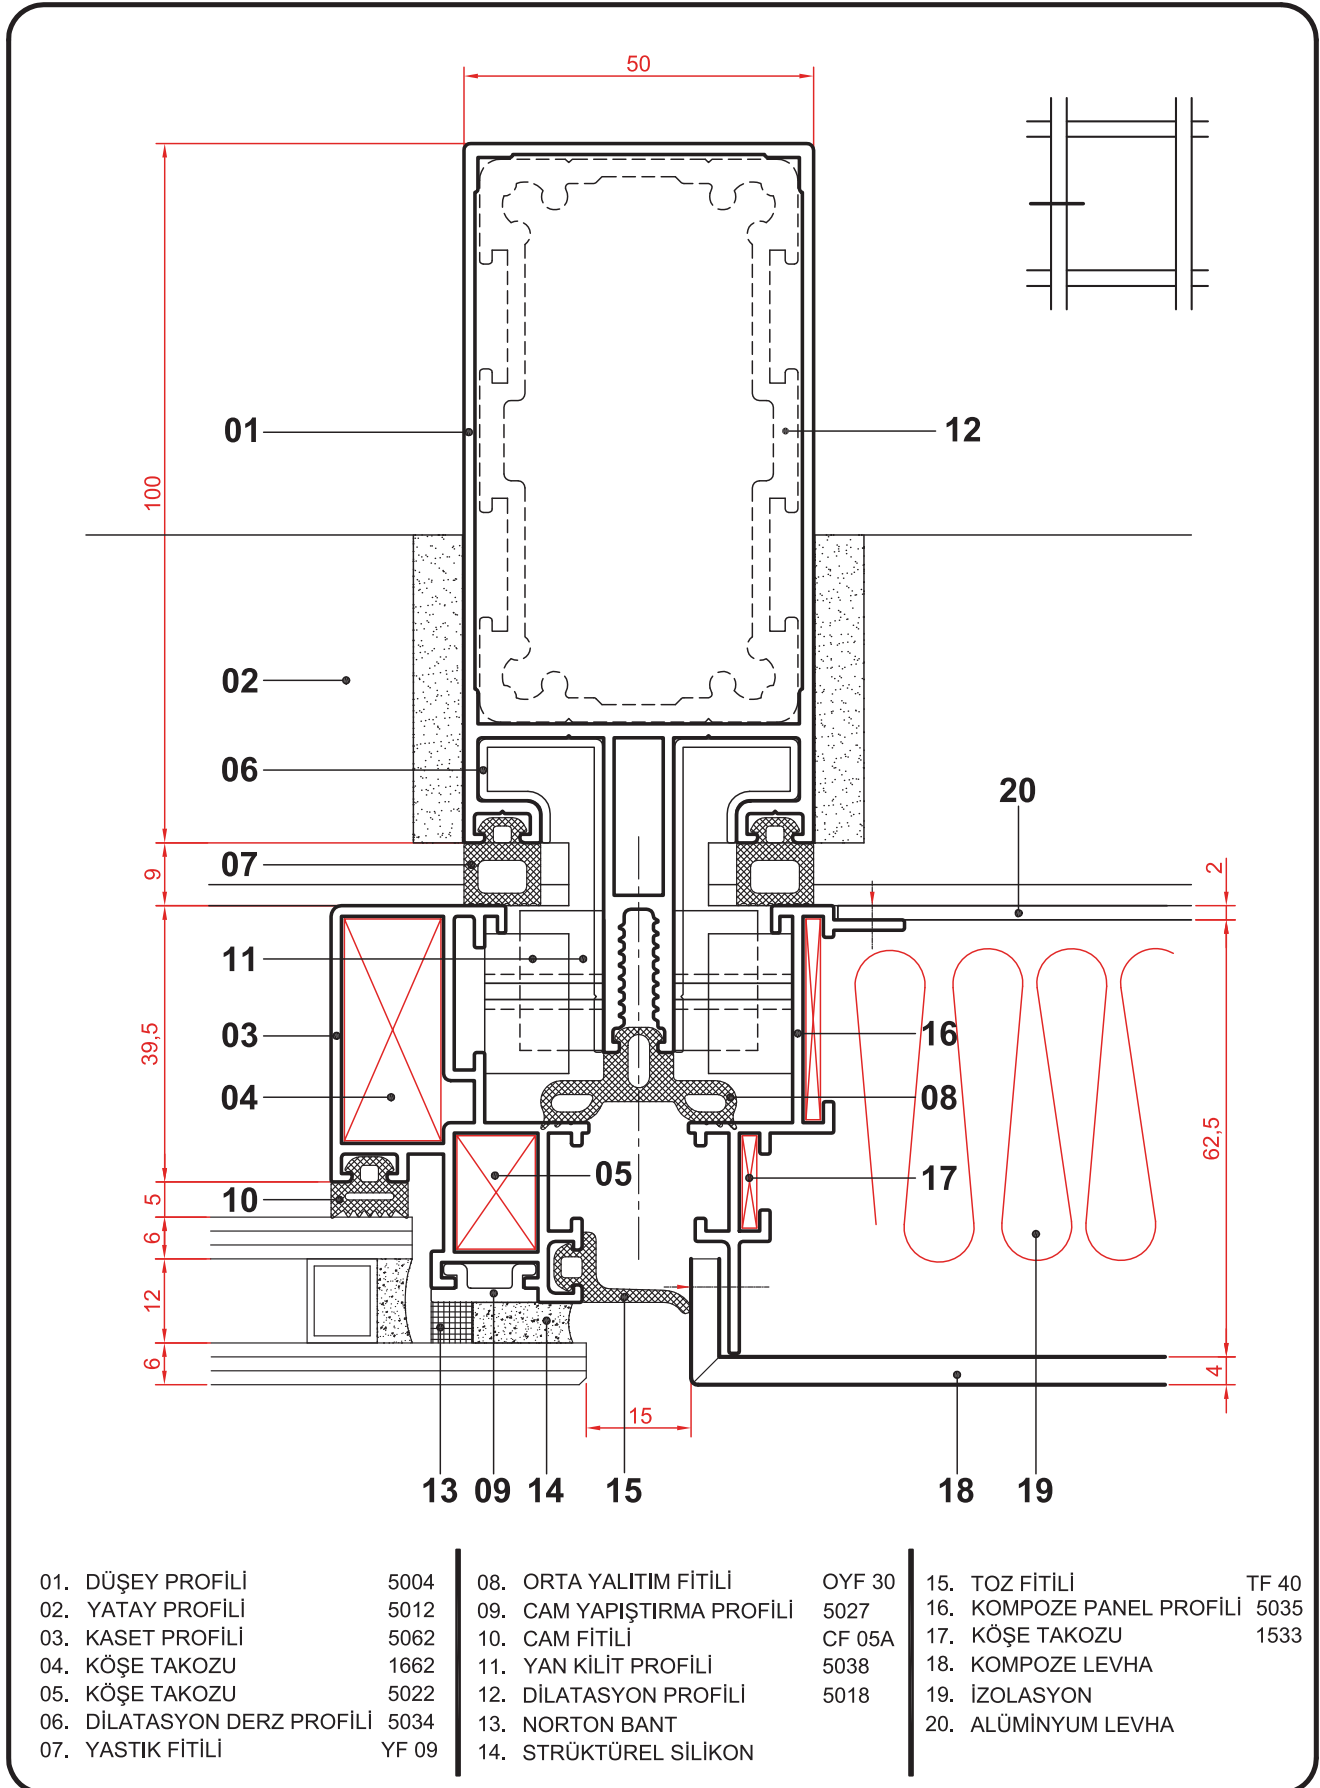 50
100
01
12
02
06
20
07
9
2
11
39,5
03
16
04
08
62,5
05
17
10
5
6
12
19
6
4
15
13 09 14 15 18 19
01. DÜŞEY PROFİLİ 5004
02. YATAY PROFİLİ 5012
03. KASET PROFİLİ 5062
04. KÖŞE TAKOZU 1662
05. KÖŞE TAKOZU 5022
06. DİLATASYON DERZ PROFİLİ 5034
07. YASTIK FİTİLİ YF 09
08. ORTA YALITIM FİTİLİ OYF 30
09. CAM YAPIŞTIRMA PROFİLİ 5027
10. CAM FİTİLİ CF 05A
11. YAN KİLİT PROFİLİ 5038
12. DİLATASYON PROFİLİ 5018
13. NORTON BANT
14. STRÜKTÜREL SİLİKON
15. TOZ FİTİLİ TF 40
16. KOMPOZE PANEL PROFİLİ 5035
17. KÖŞE TAKOZU 1533
18. KOMPOZE LEVHA
19. İZOLASYON
20. ALÜMİNYUM LEVHA